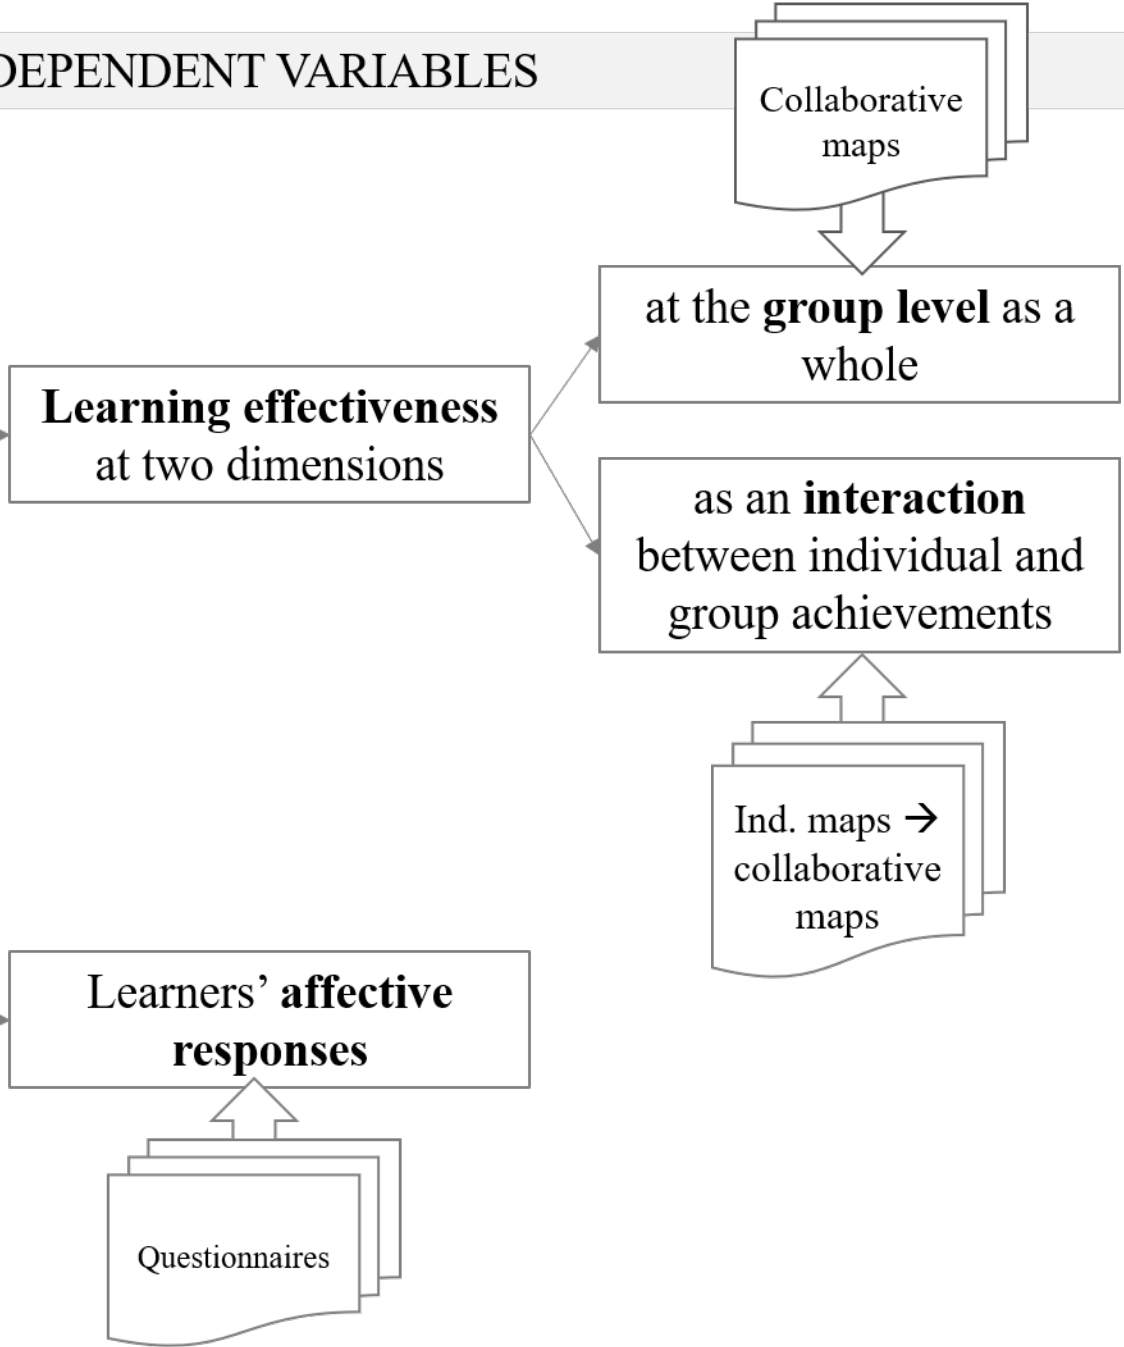 DEPENDENT VARIABLES
Collaborative
maps
at the group level as a
whole
Learning effectiveness
at two dimensions
as an interaction
between individual and
group achievements
Ind. maps →
collaborative
maps
Learners’ affective
responses
Questionnaires